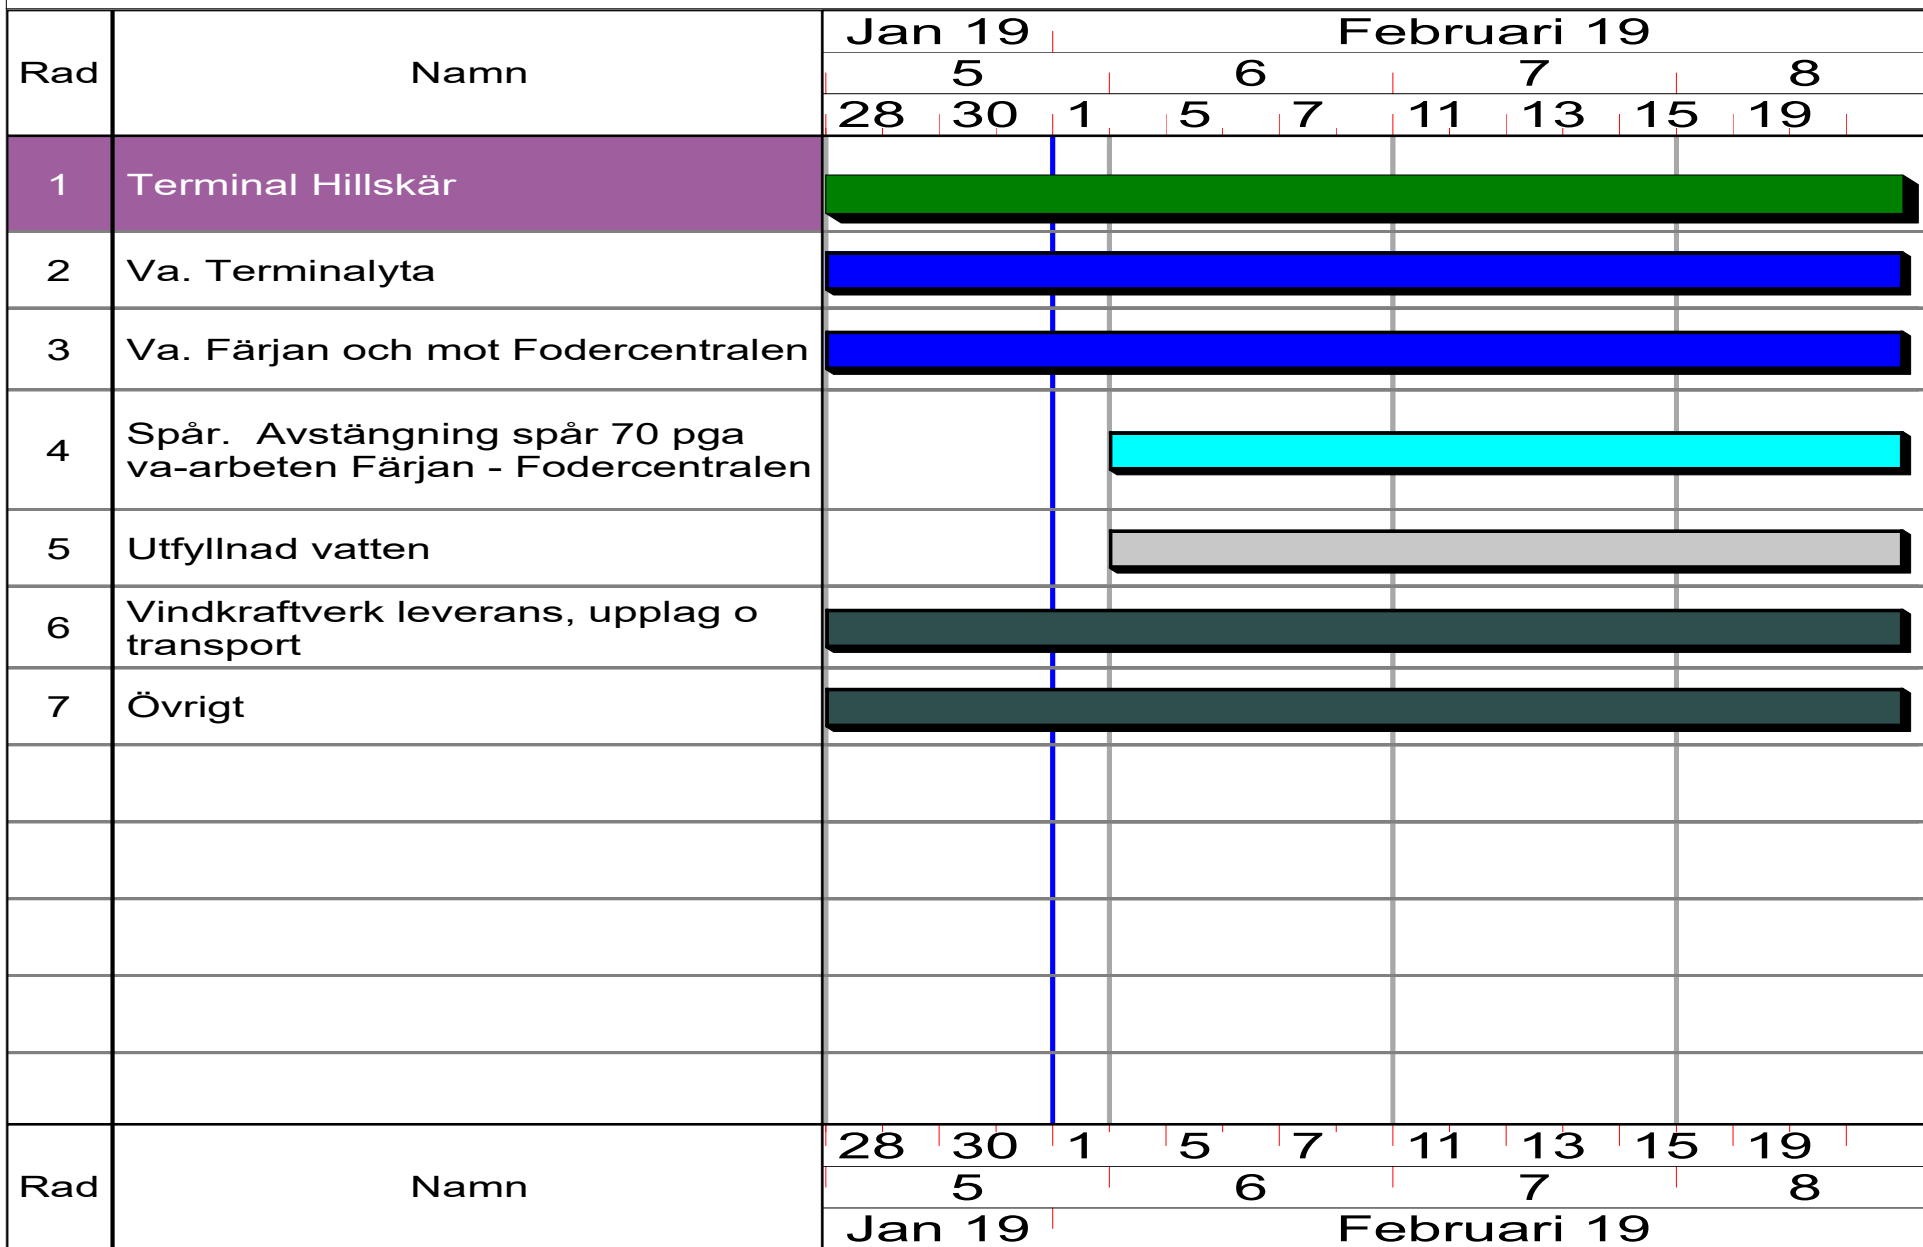 Rad Namn Jan 19 Februari 19
5 6 7 8
28 30 1 5 7 11 13 15 19
1 Terminal Hillskär
2 Va. Terminalyta
3 Va. Färjan och mot Fodercentralen
4 Spår.  Avstängning spår 70 pga
va-arbeten Färjan - Fodercentralen
5 Utfyllnad vatten
6 Vindkraftverk leverans, upplag o
transport
7 Övrigt
28 30 1 5 7 11 13 15 19
Rad Namn 5 6 7 8
Jan 19 Februari 19